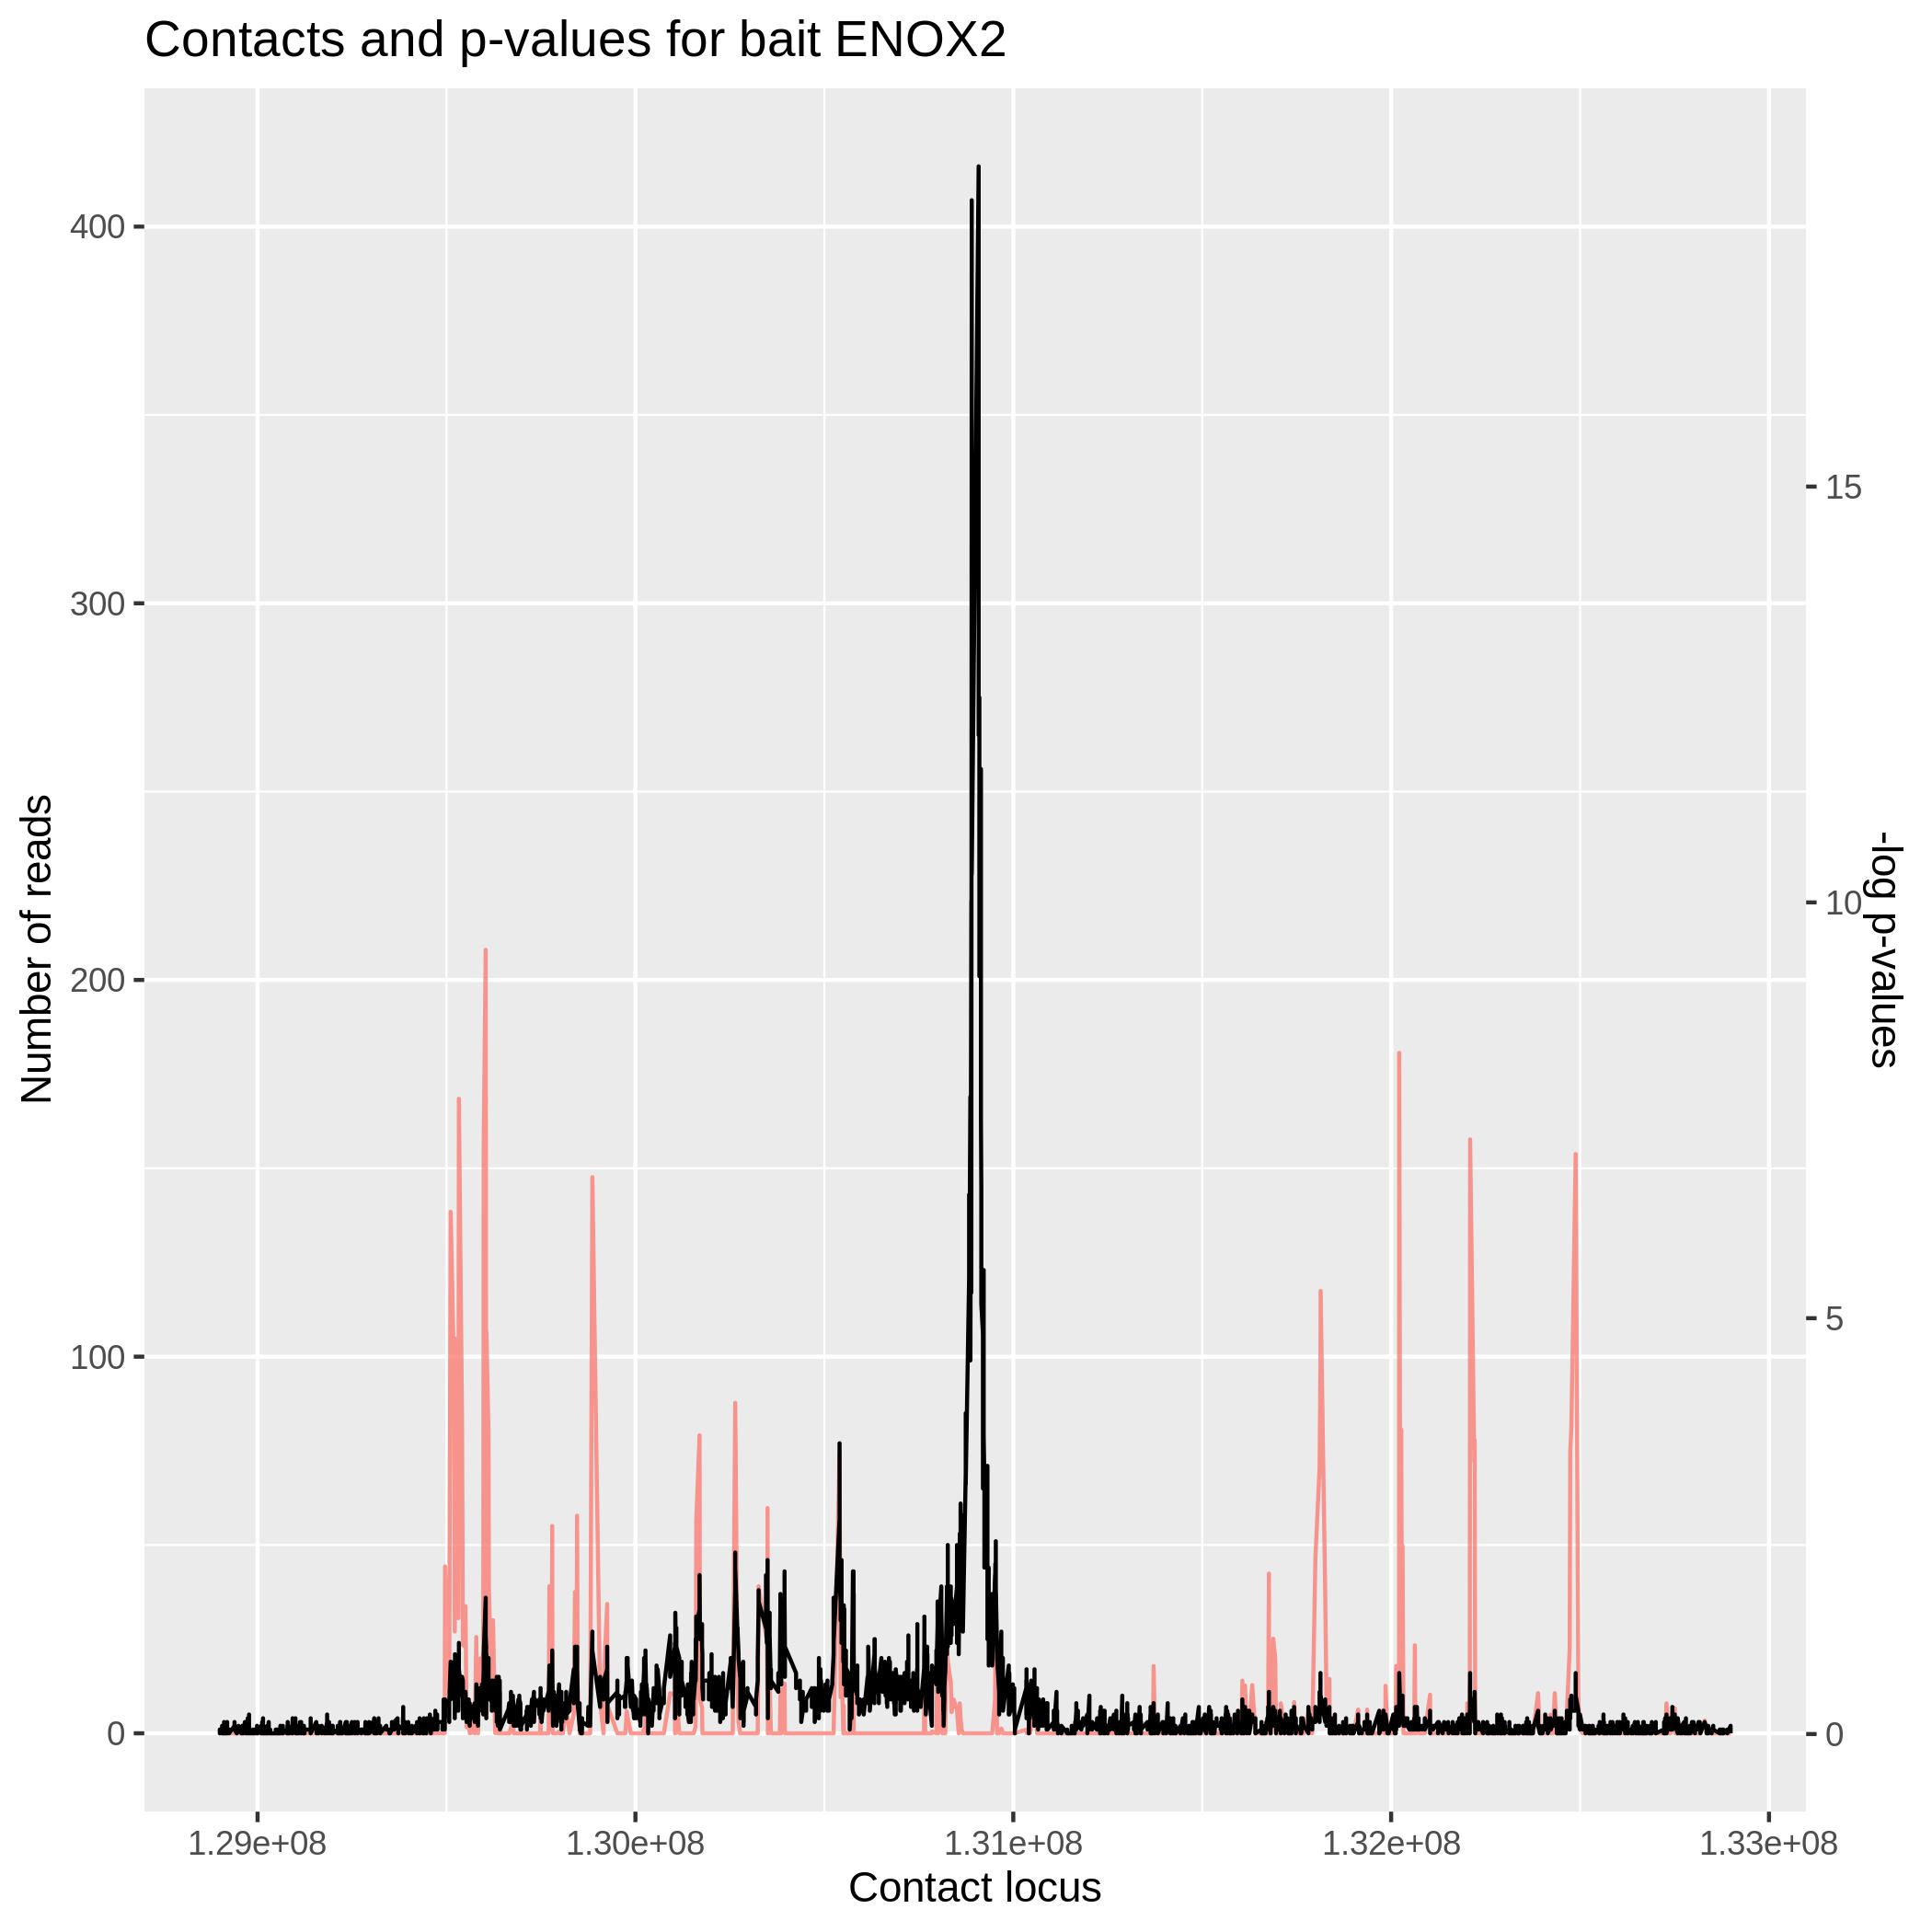 Contacts and p-values for bait ENOX2
400
300
200
100
0
Number of reads
15
10
5
0
-log p-values
1.29e+08
1.30e+08
1.31e+08
1.32e+08
1.33e+08
Contact locus